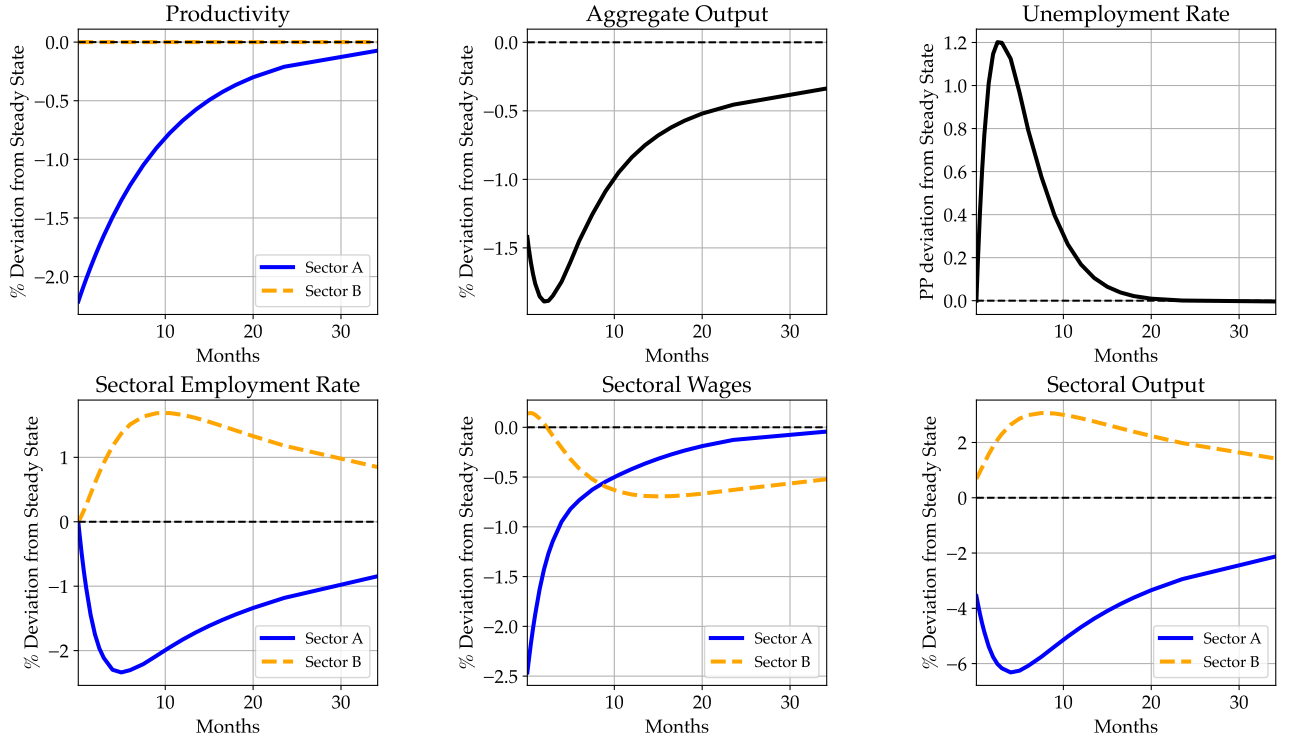 Productivity
% Deviation from Steady State
0.0
−0.5
−1.0
−1.5
−2.0
Sector A
Sector B
10
20
30
Months
Aggregate Output
% Deviation from Steady State
0.0
−0.5
−1.0
−1.5
10
20
30
Months
Unemployment Rate
PP deviation from Steady State
1.2
1.0
0.8
0.6
0.4
0.2
0.0
10
20
30
Months
Sectoral Employment Rate
% Deviation from Steady State
1
0
−1
−2
Sector A
Sector B
10
20
30
Months
Sectoral Wages
% Deviation from Steady State
0.0
−0.5
−1.0
−1.5
−2.0
−2.5
Sector A
Sector B
10
20
30
Months
Sectoral Output
% Deviation from Steady State
2
0
−2
−4
−6
Sector A
Sector B
10
20
30
Months